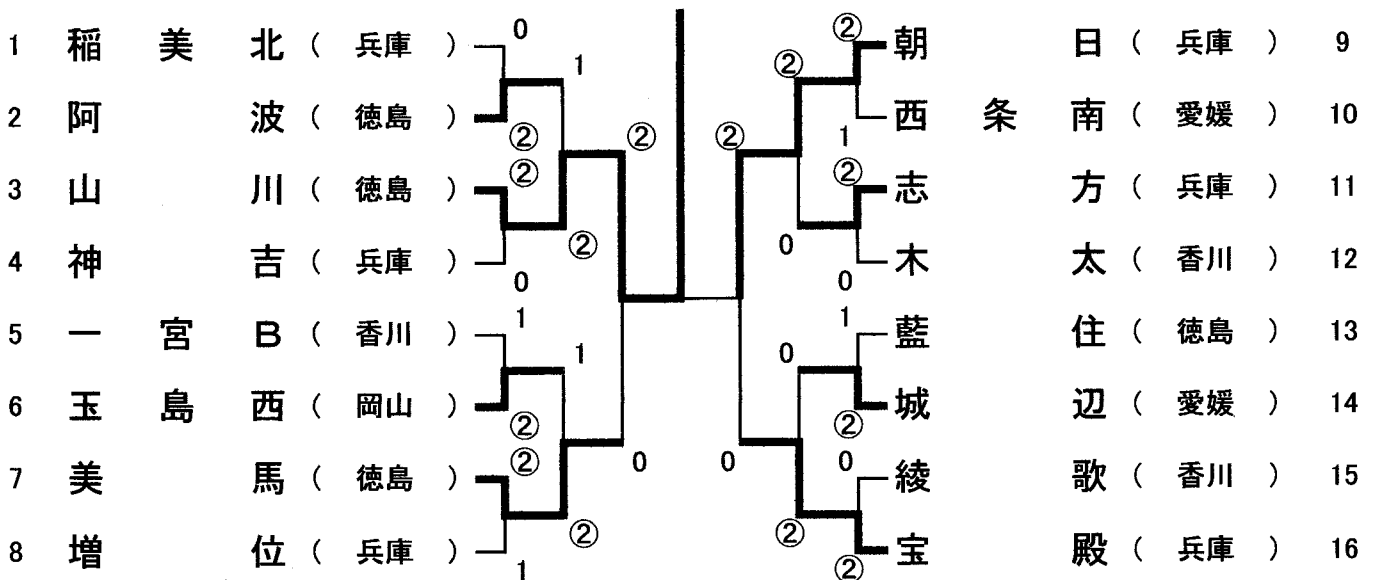 1 稲美北 ( 兵庫 ) 0 ② 朝日 ( 兵庫 ) 9
1 ②
2 阿波 ( 徳島 ) ② ② ② 1 西条南 ( 愛媛 ) 10
3 山川 ( 徳島 ) ② ② 志方 ( 兵庫 ) 11
② 0
4 神吉 ( 兵庫 ) 0 0 木太 ( 香川 ) 12
5 一宮B ( 香川 ) 1 1 藍住 ( 徳島 ) 13
1 0
6 玉島西 ( 岡山 ) ② ② 城辺 ( 愛媛 ) 14
7 美馬 ( 徳島 ) ② 0 0 0 綾歌 ( 香川 ) 15
② ②
8 増位 ( 兵庫 ) 1 ② 宝殿 ( 兵庫 ) 16